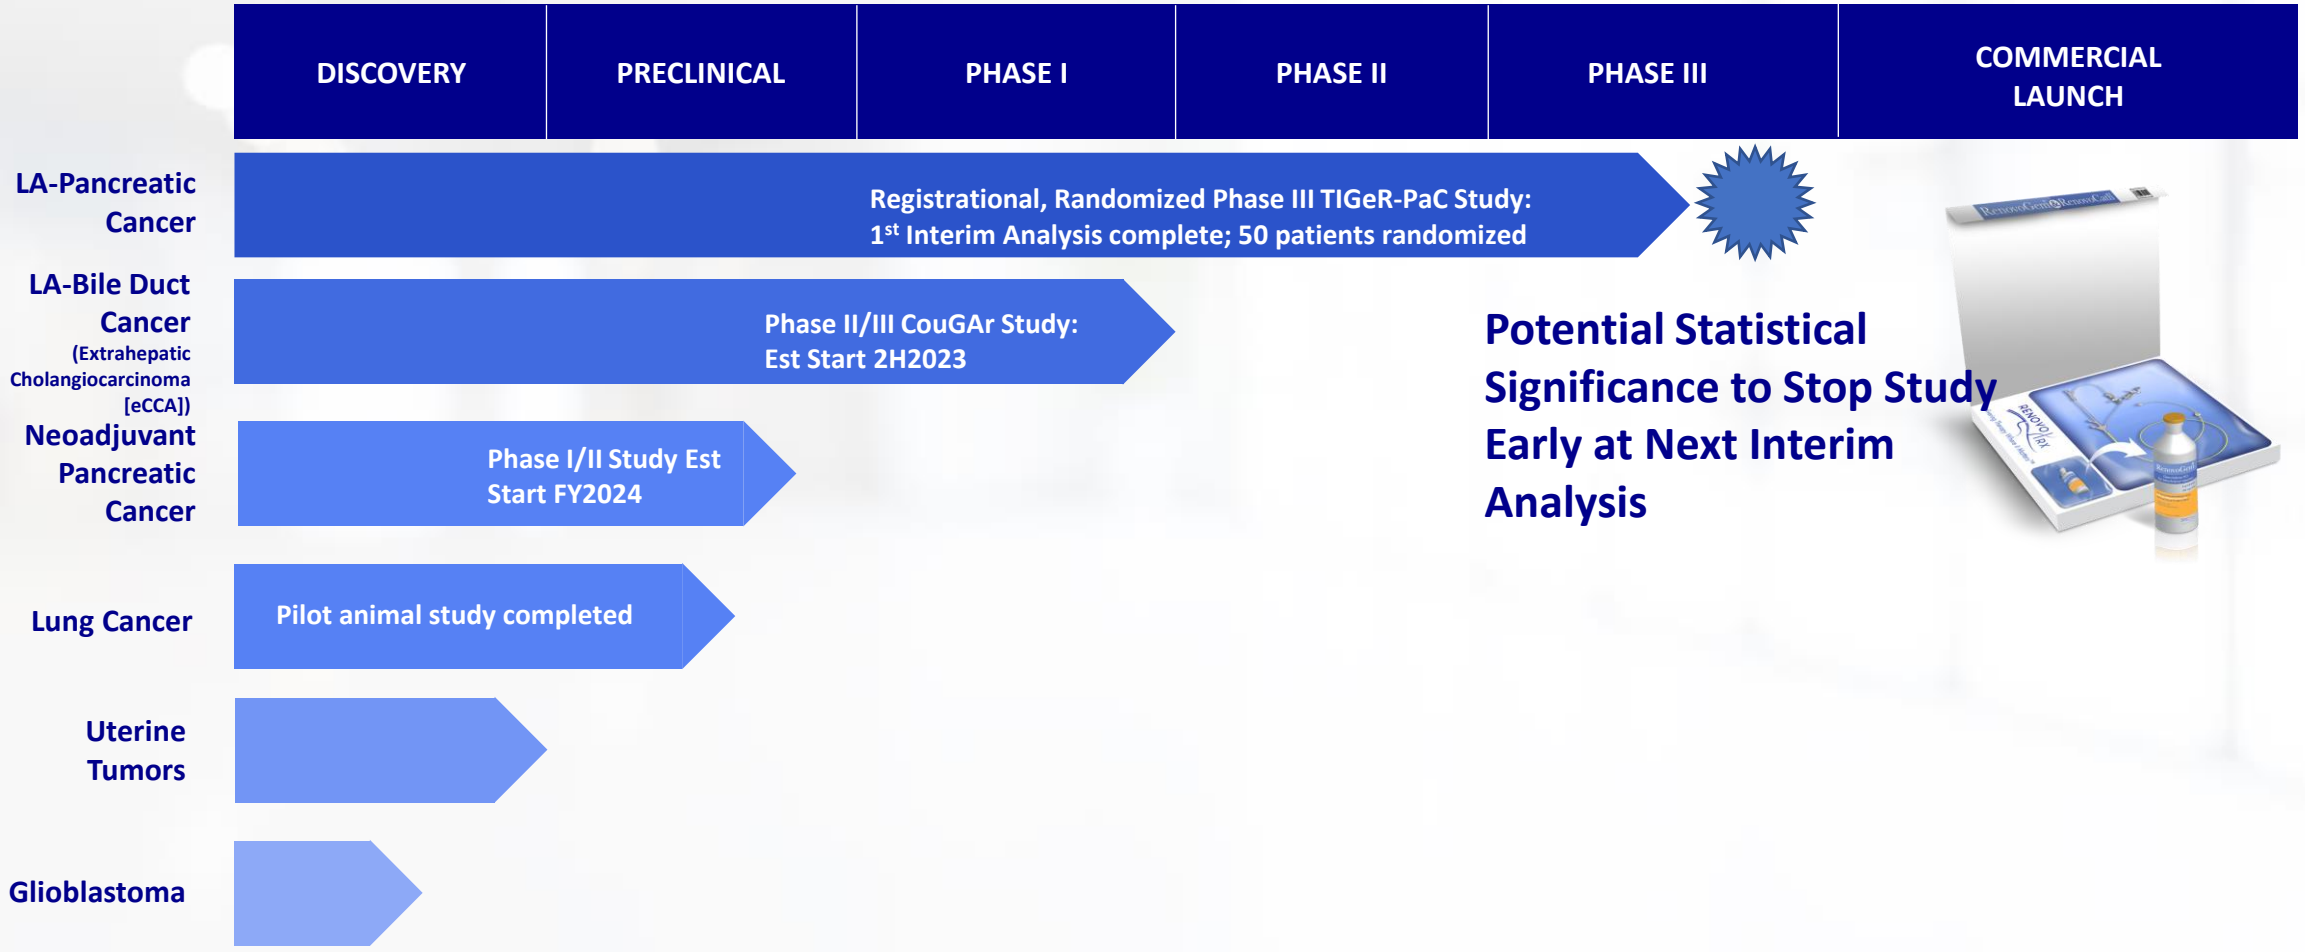 DISCOVERY
PRECLINICAL
PHASE I
PHASE II
PHASE III
COMMERCIAL
LAUNCH
LA-Pancreatic
Cancer
Registrational, Randomized Phase III TIGeR-PaC Study:
1st Interim Analysis complete; 50 patients randomized
LA-Bile Duct
Cancer
(Extrahepatic
Cholangiocarcinoma
[eCCA])
Phase II/III CouGAr Study:
Est Start 2H2023
Potential Statistical
Significance to Stop Study
Early at Next Interim
Analysis
Neoadjuvant
Pancreatic
Cancer
Phase I/II Study Est
Start FY2024
Lung Cancer
Pilot animal study completed
Uterine
Tumors
Glioblastoma
RENOVORX
RenovoGem